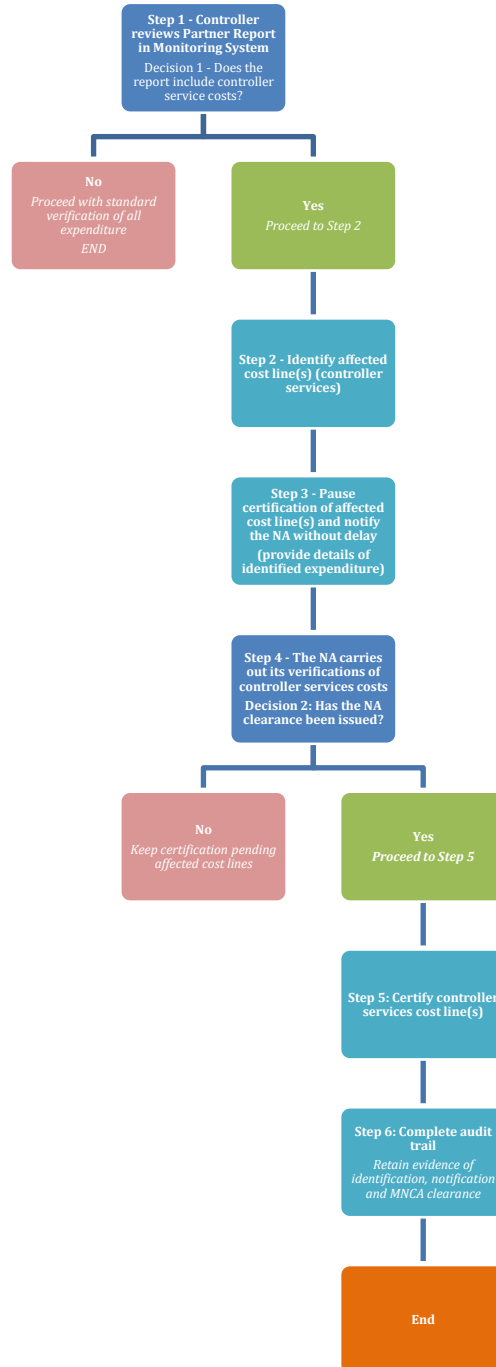 Step 1 - Controller
reviews Partner Report
in Monitoring System
Decision 1 - Does the
report include controller
service costs?
No
Proceed with standard
verification of all
expenditure
END
Yes
Proceed to Step 2
Step 2 - Identify affected
cost line(s) (controller
services)
Step 3 - Pause
certification of affected
cost line(s) and notify
the NA without delay
(provide details of
identified expenditure)
Step 4 - The NA carries
out its verifications of
controller services costs
Decision 2: Has the NA
clearance been issued?
No
Keep certification pending
affected cost lines
Yes
Proceed to Step 5
Step 5: Certify controller
services cost line(s)
Step 6: Complete audit
trail
Retain evidence of
identification, notification
and MNCA clearance
End